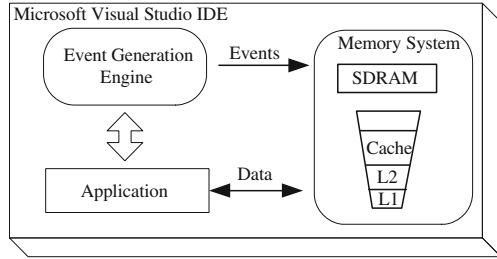 Microsoft Visual Studio IDE
Event Generation
Engine
Events
Memory System
SDRAM
Cache
L2
L1
Application
Data